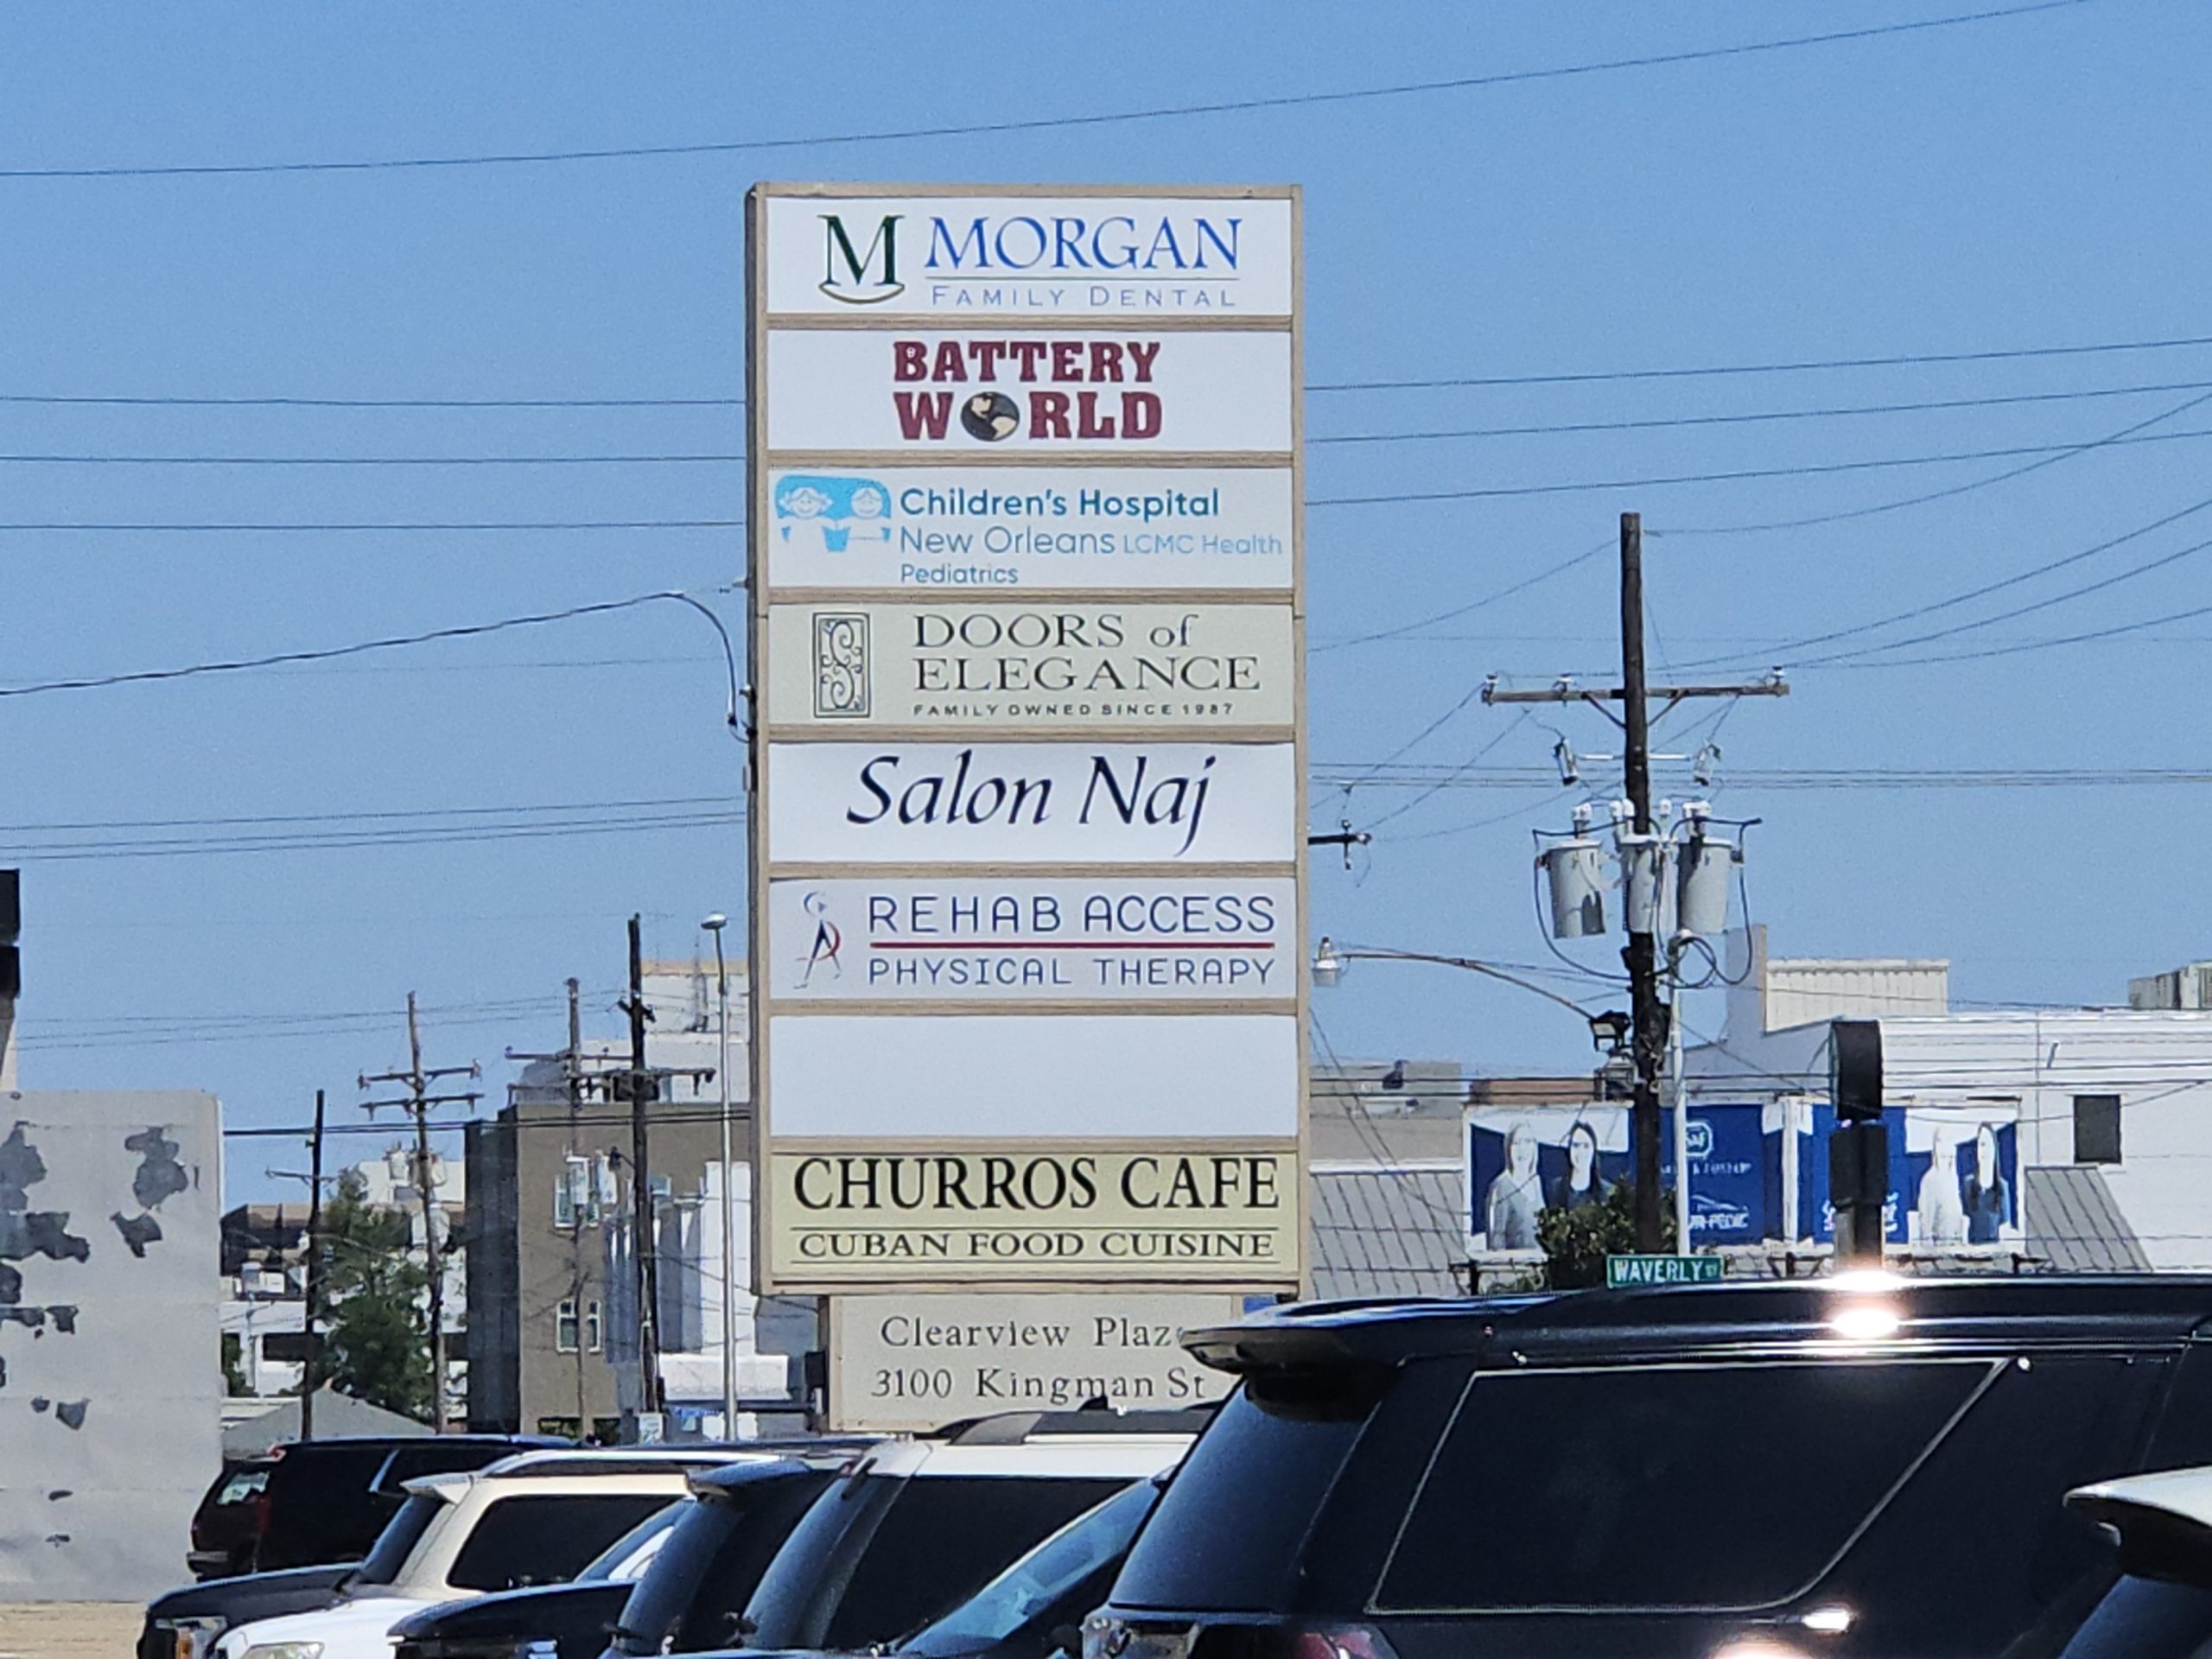 M MORGAN
FAMILY DENTAL
BATTERY
WORLD
Children's Hospital
New Orleans LCMC Health
Pediatrics
DOORS of
ELEGANCE
FAMILY OWNED SINCE 1987
Salon Naj
REHAB ACCESS
PHYSICAL THERAPY
CHURROS CAFE
CUBAN FOOD CUISINE
Clearview
3100 Kingman St
WAVERLY ST